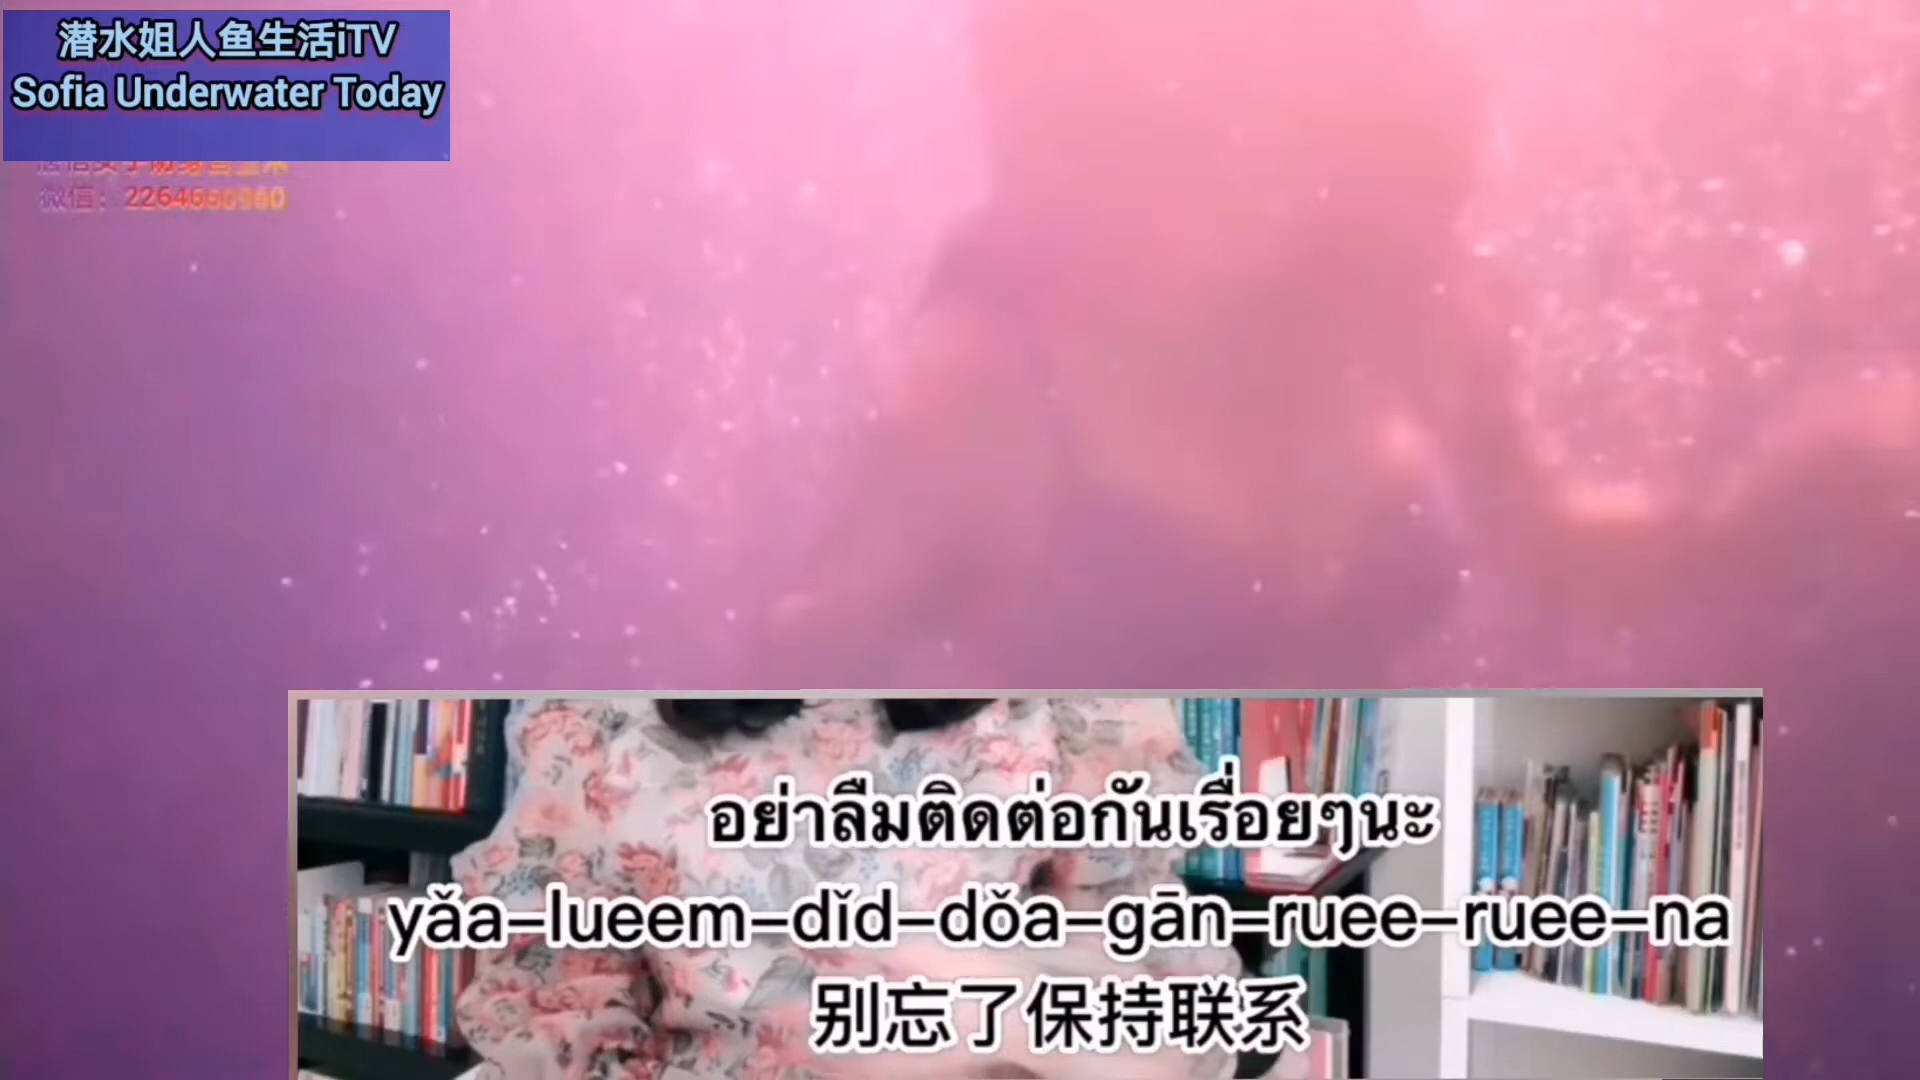 潜水姐人鱼生活iTV
Sofia Underwater Today
微信：
อย่าลืมติดต่อกันเรื่อยๆนะ
yǎa–lueem–dǐd–dǒa–gān–ruee–ruee–na
别忘了保持联系